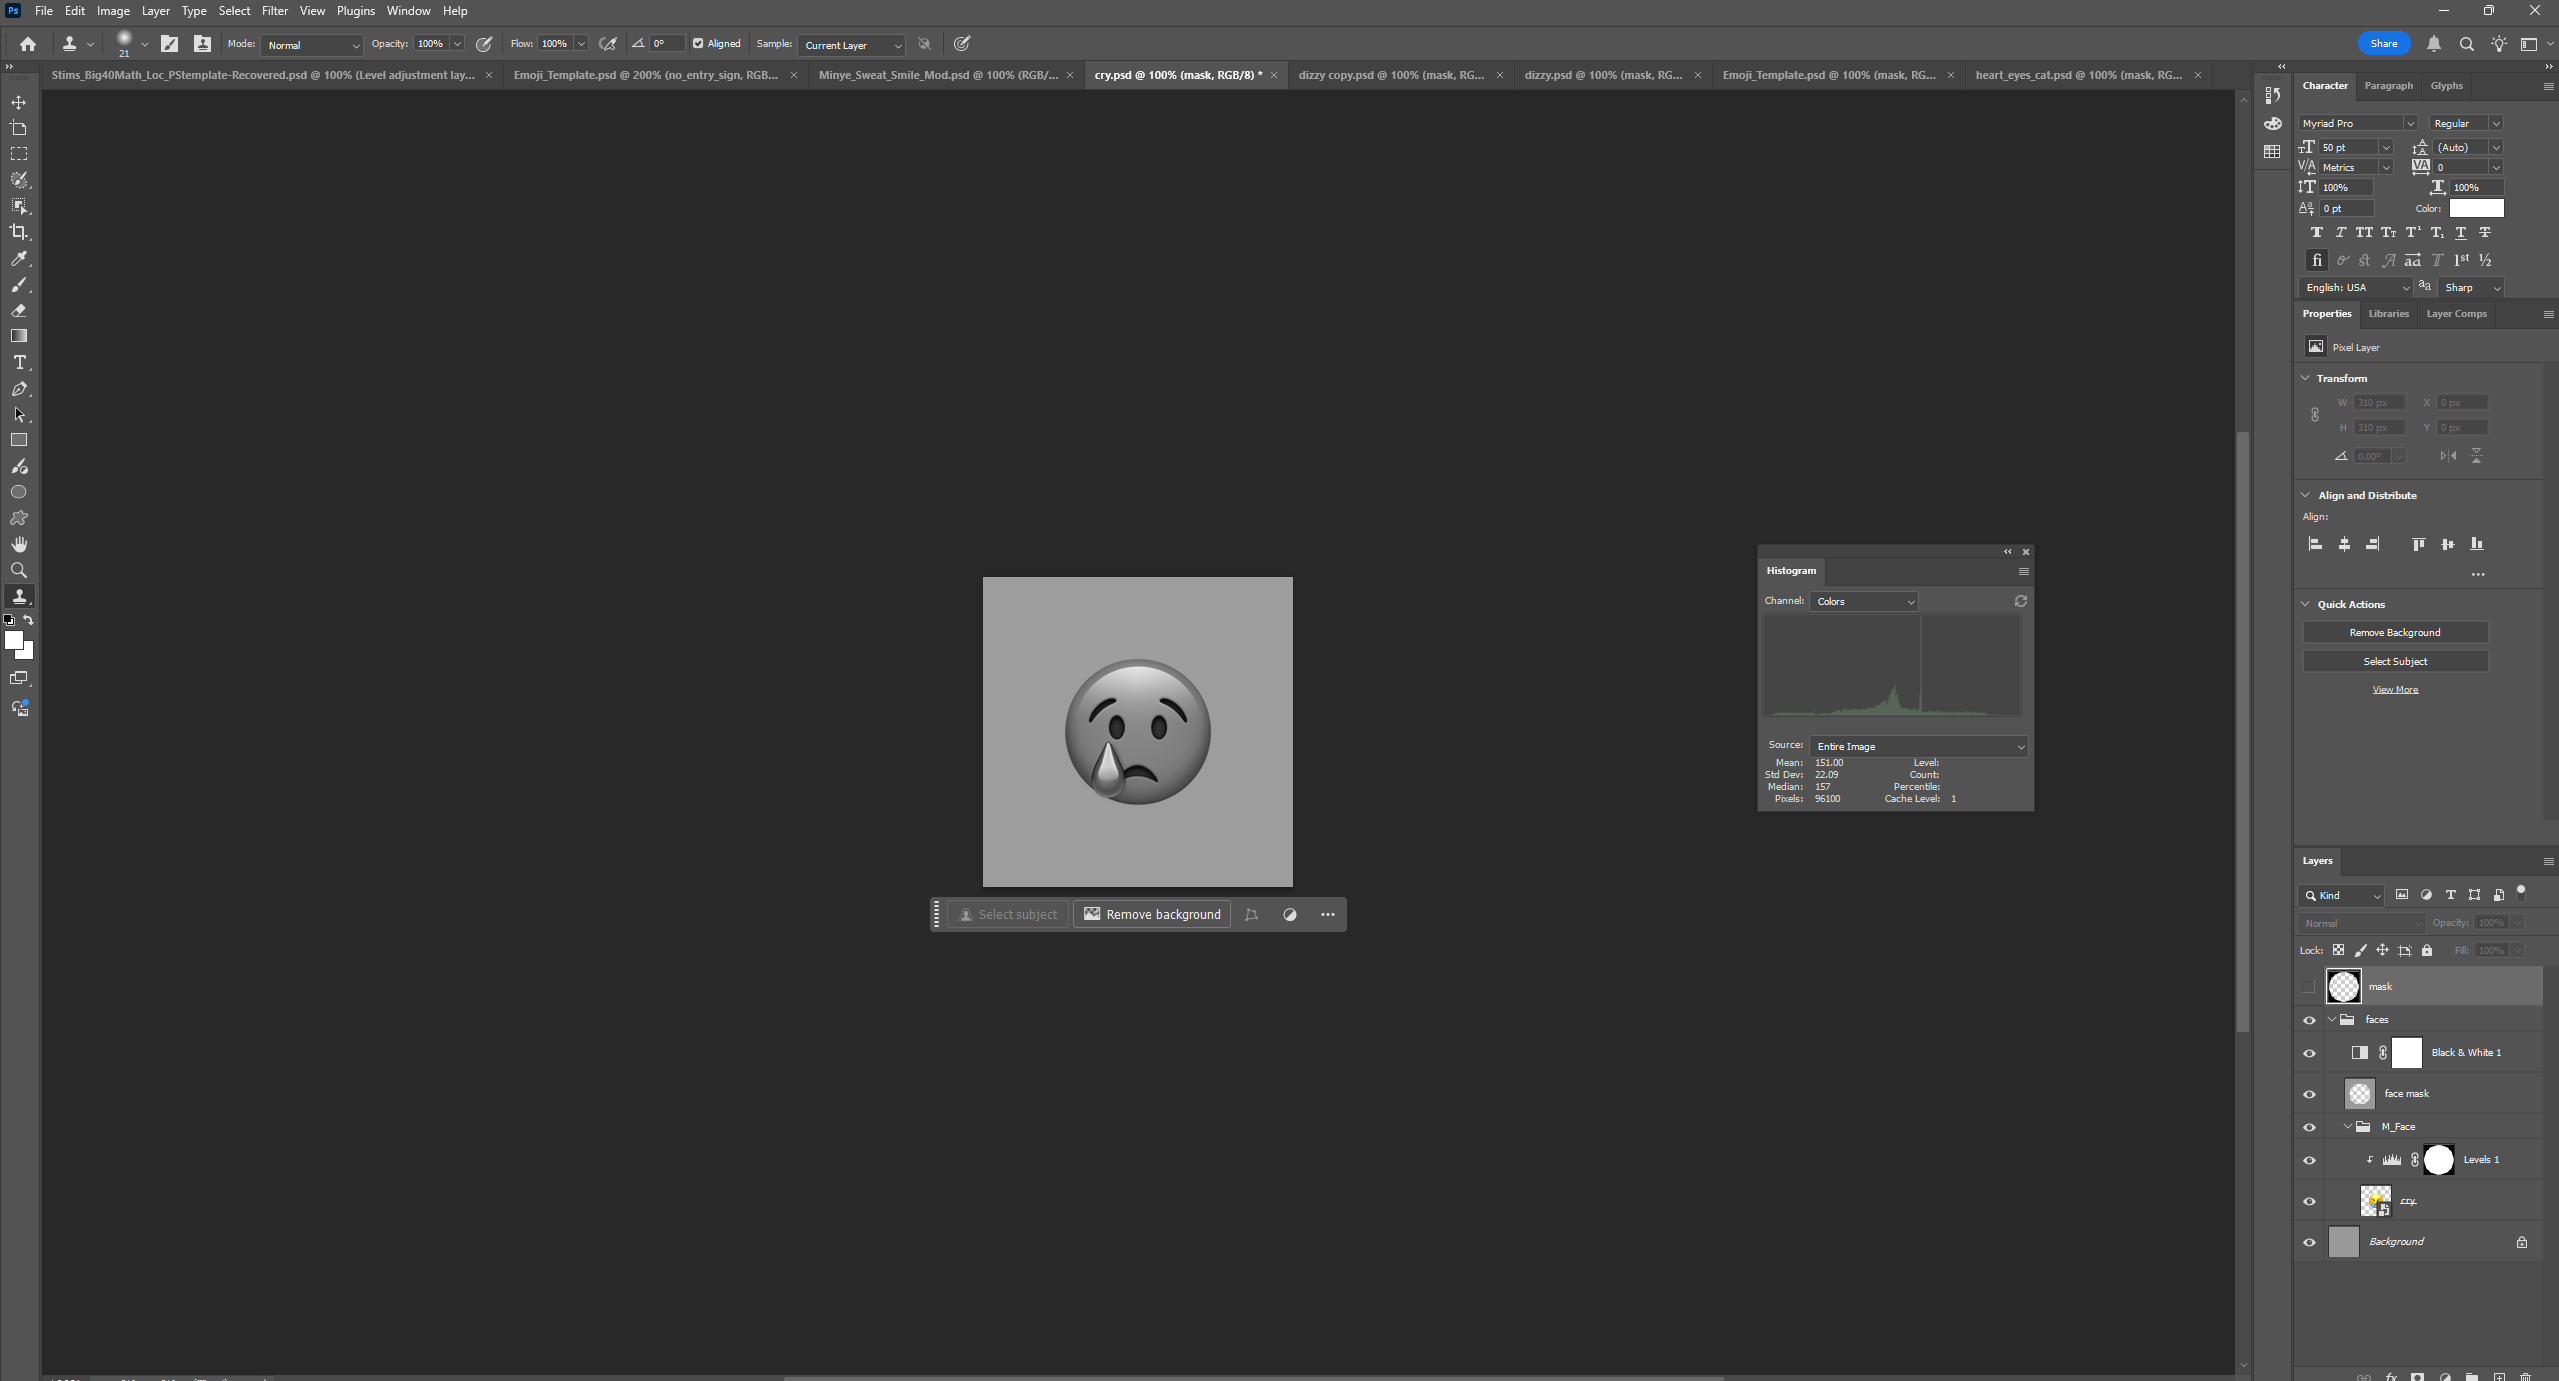 Ps File Edit Image Layer Type Select Filter View Plugins Window Help
21 Mode: Normal Opacity: 100% Flow: 100% 0° Aligned Sample: Current Layer Share
Stims_Big40Math_Loc_PStemplate-Recovered.psd @ 100% (Level adjustment lay... Emoji_Template.psd @ 200% (no_entry_sign, RGB... Minye_Sweat_Smile_Mod.psd @ 100% (RGB/... cry.psd @ 100% (mask, RGB/8) * dizzy copy.psd @ 100% (mask, RG... dizzy.psd @ 100% (mask, RG... Emoji_Template.psd @ 100% (mask, RG... heart_eyes_cat.psd @ 100% (mask, RG...
Character Paragraph Glyphs
Myriad Pro Regular
50 pt (Auto)
Metrics 0
100% 100%
0 pt Color:
English: USA Sharp
Properties Libraries Layer Comps
Pixel Layer
Transform
W 310 px X 0 px
H 310 px Y 0 px
0.00°
Align and Distribute
Align:
Quick Actions
Remove Background
Select Subject
View More
Histogram
Channel: Colors
Source: Entire Image
Mean: 151.00 Level:
Std Dev: 22.09 Count:
Median: 157 Percentile:
Pixels: 96100 Cache Level: 1
Select subject Remove background
Layers
Kind
Normal Opacity: 100%
Lock: Fill: 100%
mask
faces
Black & White 1
face mask
M_Face
Levels 1
cry
Background